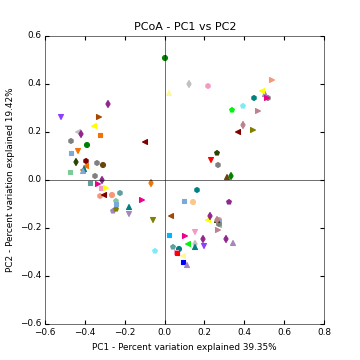 PCoA - PC1 vs PC2
0.6
0.4
0.2
0.0
−0.2
−0.4
−0.6
PC2 - Percent variation explained 19.42%
−0.6 −0.4 −0.2 0.0 0.2 0.4 0.6 0.8
PC1 - Percent variation explained 39.35%